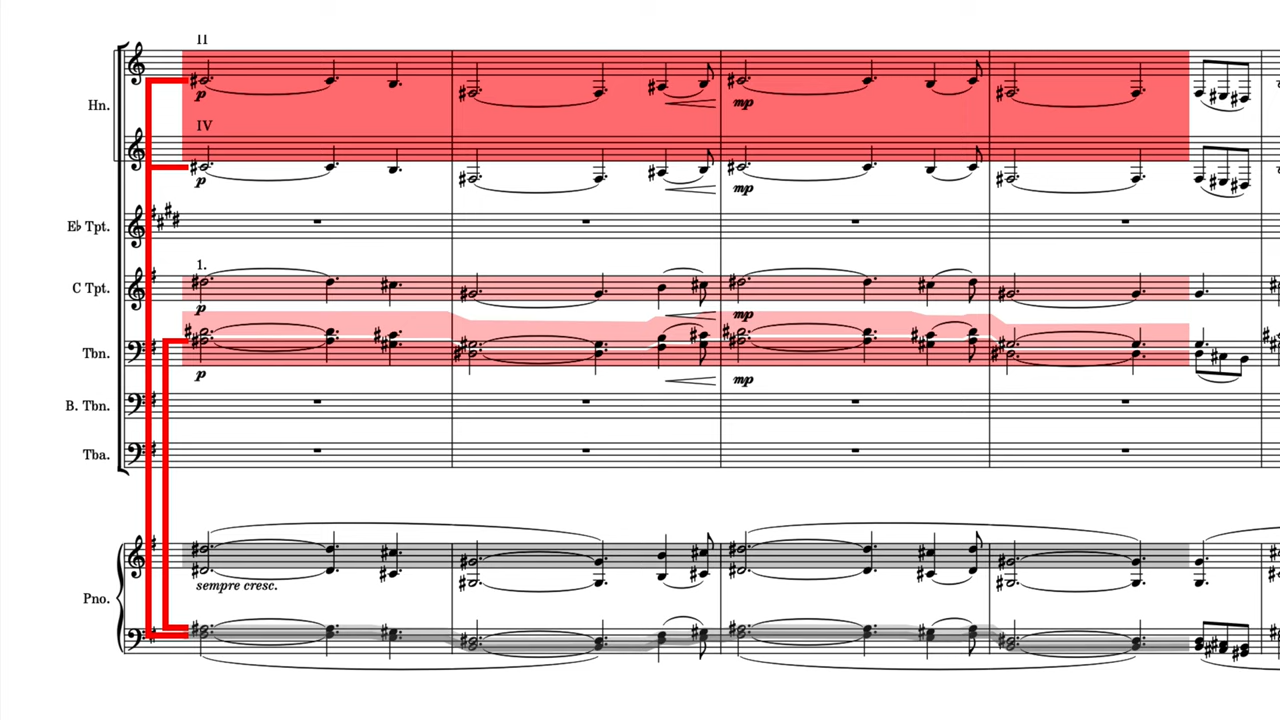 II
p
Hn.
mp
IV
p
mp
E♭ Tpt.
1.
C Tpt.
p
mp
Tbn.
p
mp
B. Tbn.
Tba.
sempre cresc.
Pno.